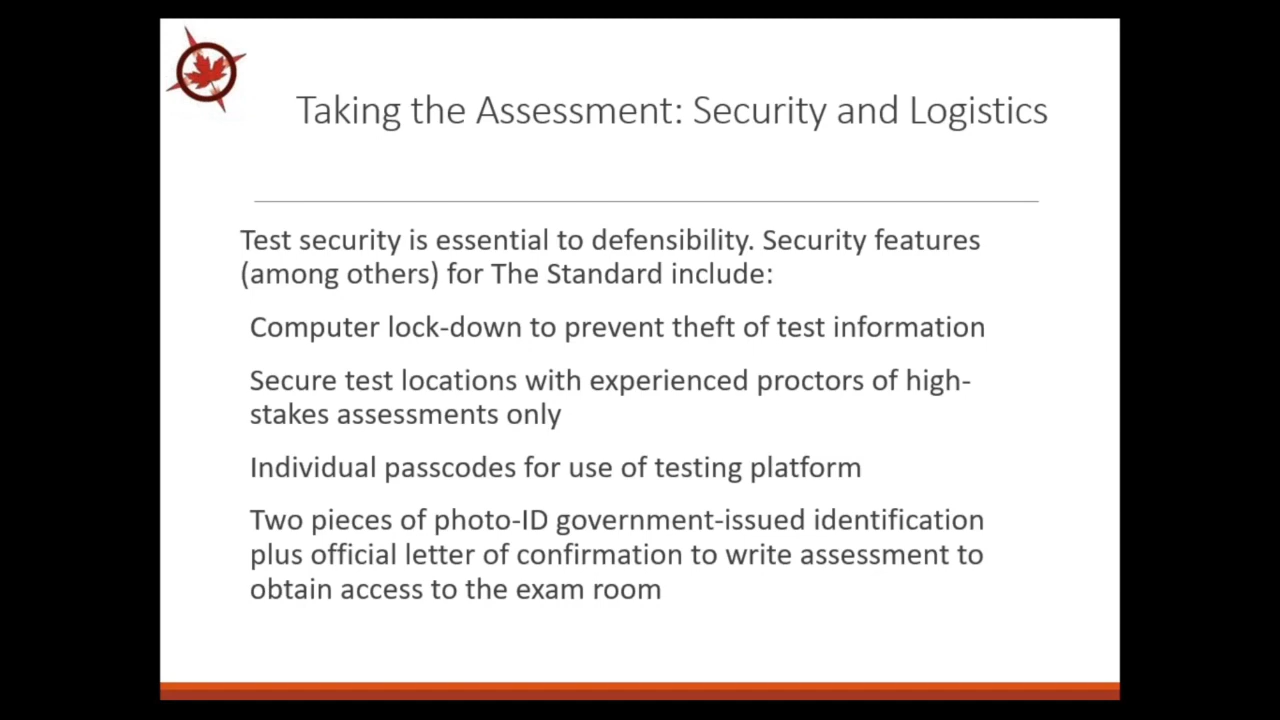 Taking the Assessment: Security and Logistics
Test security is essential to defensibility. Security features
(among others) for The Standard include:
Computer lock-down to prevent theft of test information
Secure test locations with experienced proctors of high-
stakes assessments only
Individual passcodes for use of testing platform
Two pieces of photo-ID government-issued identification
plus official letter of confirmation to write assessment to
obtain access to the exam room